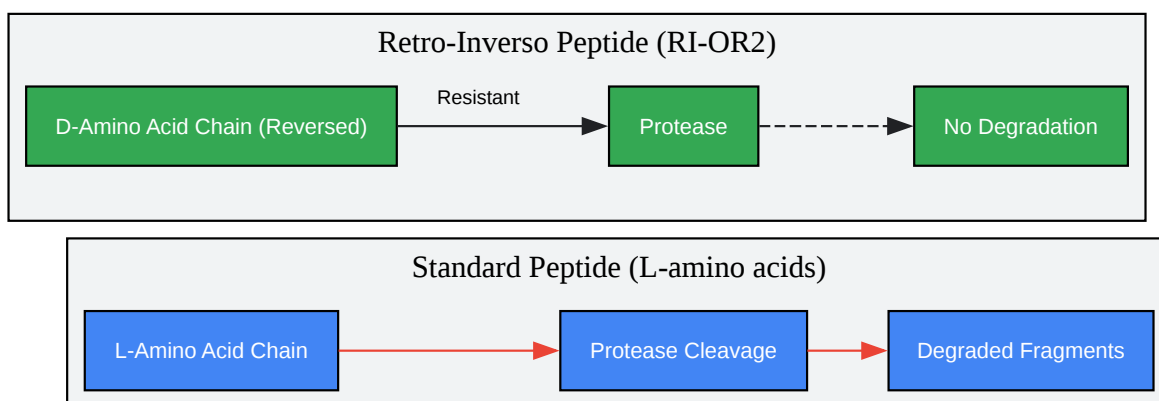 Retro-Inverso Peptide (RI-OR2)
D-Amino Acid Chain (Reversed)
Resistant
Protease
No Degradation
Standard Peptide (L-amino acids)
L-Amino Acid Chain
Protease Cleavage
Degraded Fragments